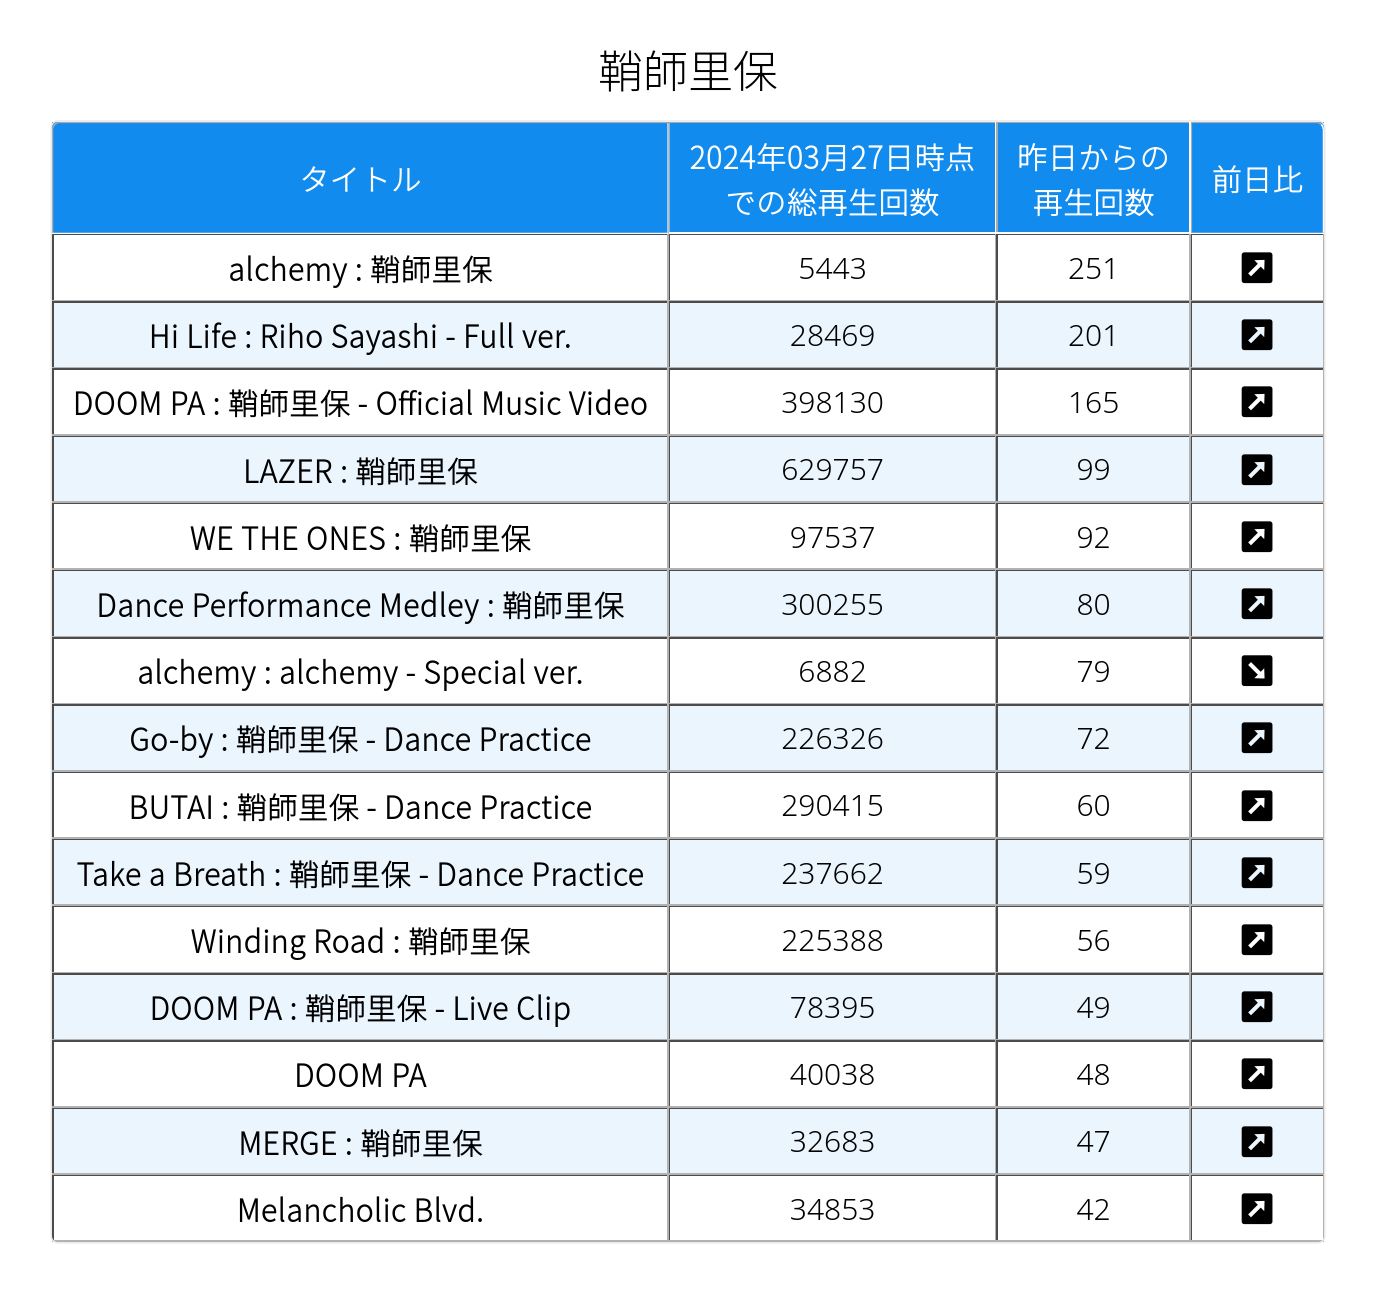 鞘師里保
タイトル 2024年03月27日時点での総再生回数 昨日からの再生回数 前日比
alchemy : 鞘師里保 5443 251
Hi Life : Riho Sayashi - Full ver. 28469 201
DOOM PA : 鞘師里保 - Official Music Video 398130 165
LAZER : 鞘師里保 629757 99
WE THE ONES : 鞘師里保 97537 92
Dance Performance Medley : 鞘師里保 300255 80
alchemy : alchemy - Special ver. 6882 79
Go-by : 鞘師里保 - Dance Practice 226326 72
BUTAI : 鞘師里保 - Dance Practice 290415 60
Take a Breath : 鞘師里保 - Dance Practice 237662 59
Winding Road : 鞘師里保 225388 56
DOOM PA : 鞘師里保 - Live Clip 78395 49
DOOM PA 40038 48
MERGE : 鞘師里保 32683 47
Melancholic Blvd. 34853 42